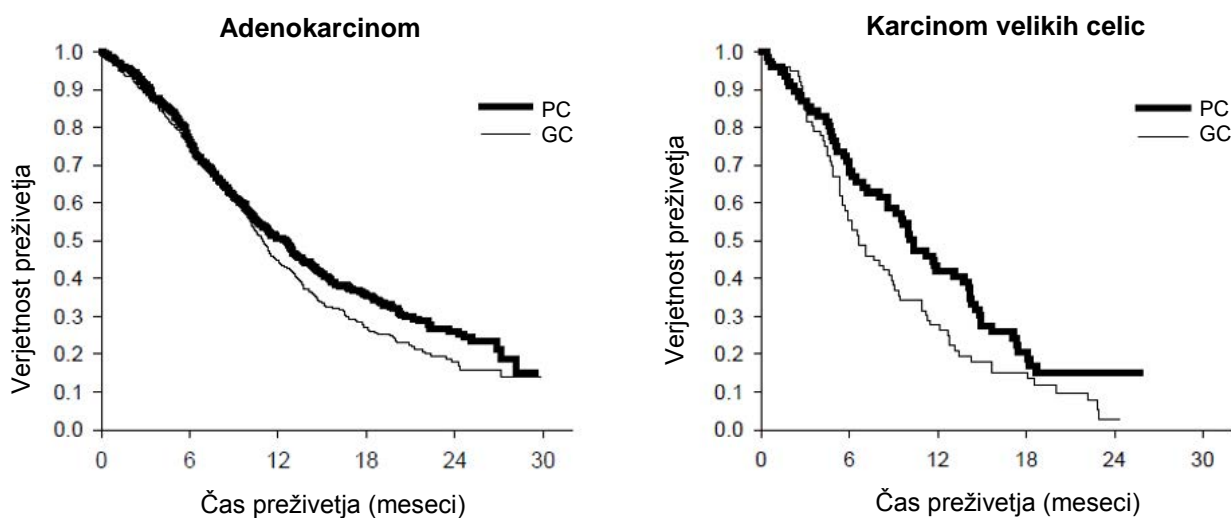 Adenokarcinom
1.0
0.9
0.8
0.7
0.6
0.5
0.4
0.3
0.2
0.1
0.0
Verjetnost preživetja
PC
GC
0 6 12 18 24 30
Čas preživetja (meseci)
Karcinom velikih celic
1.0
0.9
0.8
0.7
0.6
0.5
0.4
0.3
0.2
0.1
0.0
Verjetnost preživetja
PC
GC
0 6 12 18 24 30
Čas preživetja (meseci)